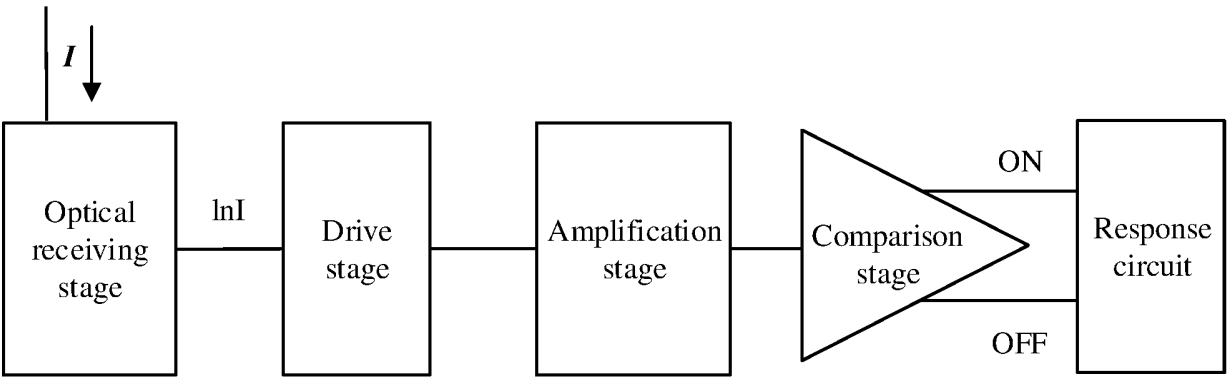 I
Optical
receiving
stage
lnI
Drive
stage
Amplification
stage
Comparison
stage
ON
OFF
Response
circuit